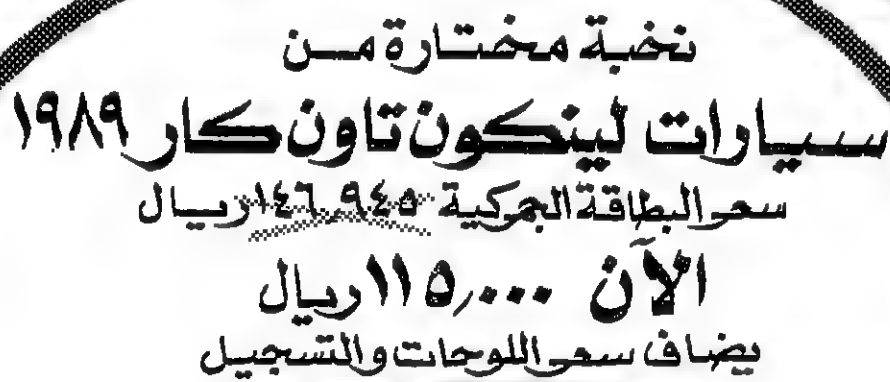 نخبة مختارة من
سيارات لينكون تاون كار ١٩٨٩
سعر البطاقة الجمركية ١٤٦,٩٤٥ ريال
الآن ١١٥,٠٠٠ ريال
يضاف سعر اللوحات والتسجيل